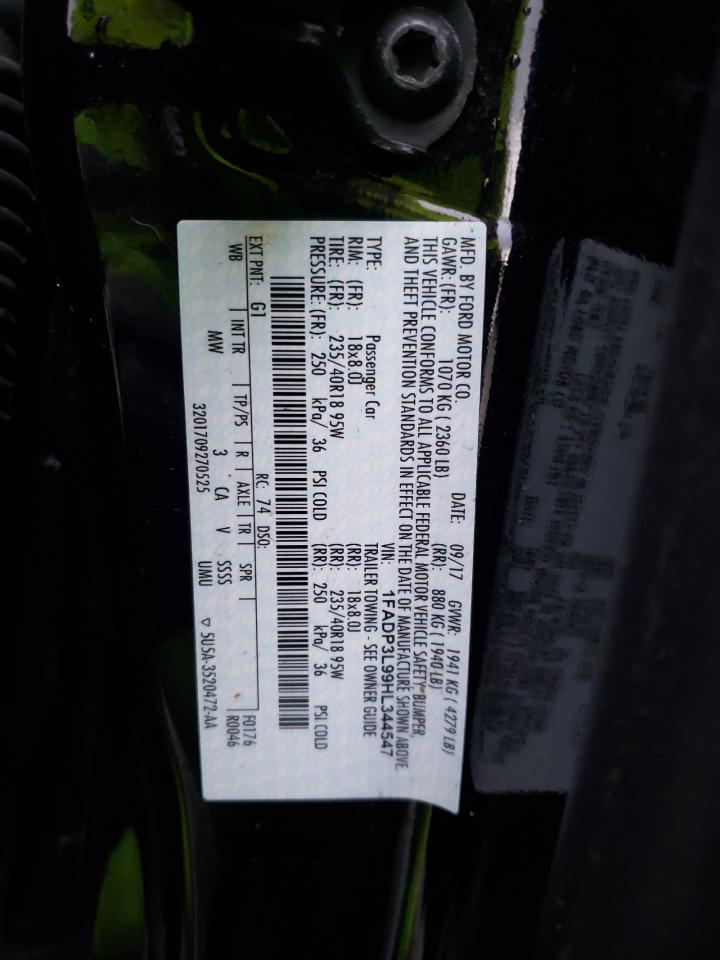 MFD. BY FORD MOTOR CO.
DATE: 09/17 GVWR: 1941 KG ( 4279 LB)
GAWR: (FR): 1070 KG ( 2360 LB) (RR): 880 KG ( 1940 LB)
THIS VEHICLE CONFORMS TO ALL APPLICABLE FEDERAL MOTOR VEHICLE SAFETY, BUMPER,
AND THEFT PREVENTION STANDARDS IN EFFECT ON THE DATE OF MANUFACTURE SHOWN ABOVE.
VIN: 1FADP3L99HL344547
TYPE: Passenger Car TRAILER TOWING - SEE OWNER GUIDE
RIM: (FR): 18x8.0J (RR): 18x8.0J
TIRE: (FR): 235/40R18 95W (RR): 235/40R18 95W
PRESSURE: (FR): 250 kPa/ 36 PSI COLD (RR): 250 kPa/ 36 PSI COLD
EXT PNT: G1 RC: 74 DSO: F0176
WB INT TR TP/PS R AXLE TR SPR R0046
MW 3 CA V SSSS
UMU
3201709270525 ▽ 5U5A-3520472-AA